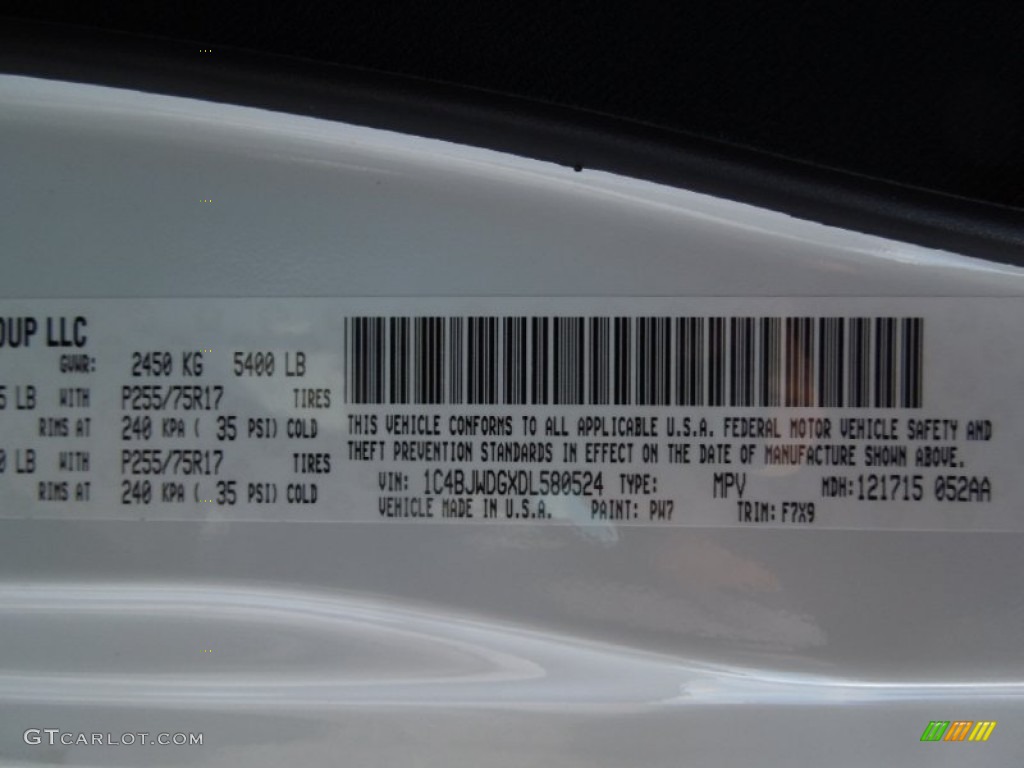 OUP LLC
GVWR: 2450 KG 5400 LB
5 LB WITH P255/75R17 TIRES
RIMS AT 240 KPA ( 35 PSI) COLD
0 LB WITH P255/75R17 TIRES
RIMS AT 240 KPA ( 35 PSI) COLD
THIS VEHICLE CONFORMS TO ALL APPLICABLE U.S.A. FEDERAL MOTOR VEHICLE SAFETY AND
THEFT PREVENTION STANDARDS IN EFFECT ON THE DATE OF MANUFACTURE SHOWN ABOVE.
VIN: 1C4BJWDGXDL580524 TYPE: MPV MDH: 121715 052AA
VEHICLE MADE IN U.S.A. PAINT: PW7 TRIM: F7X9
GTCARLOT.COM